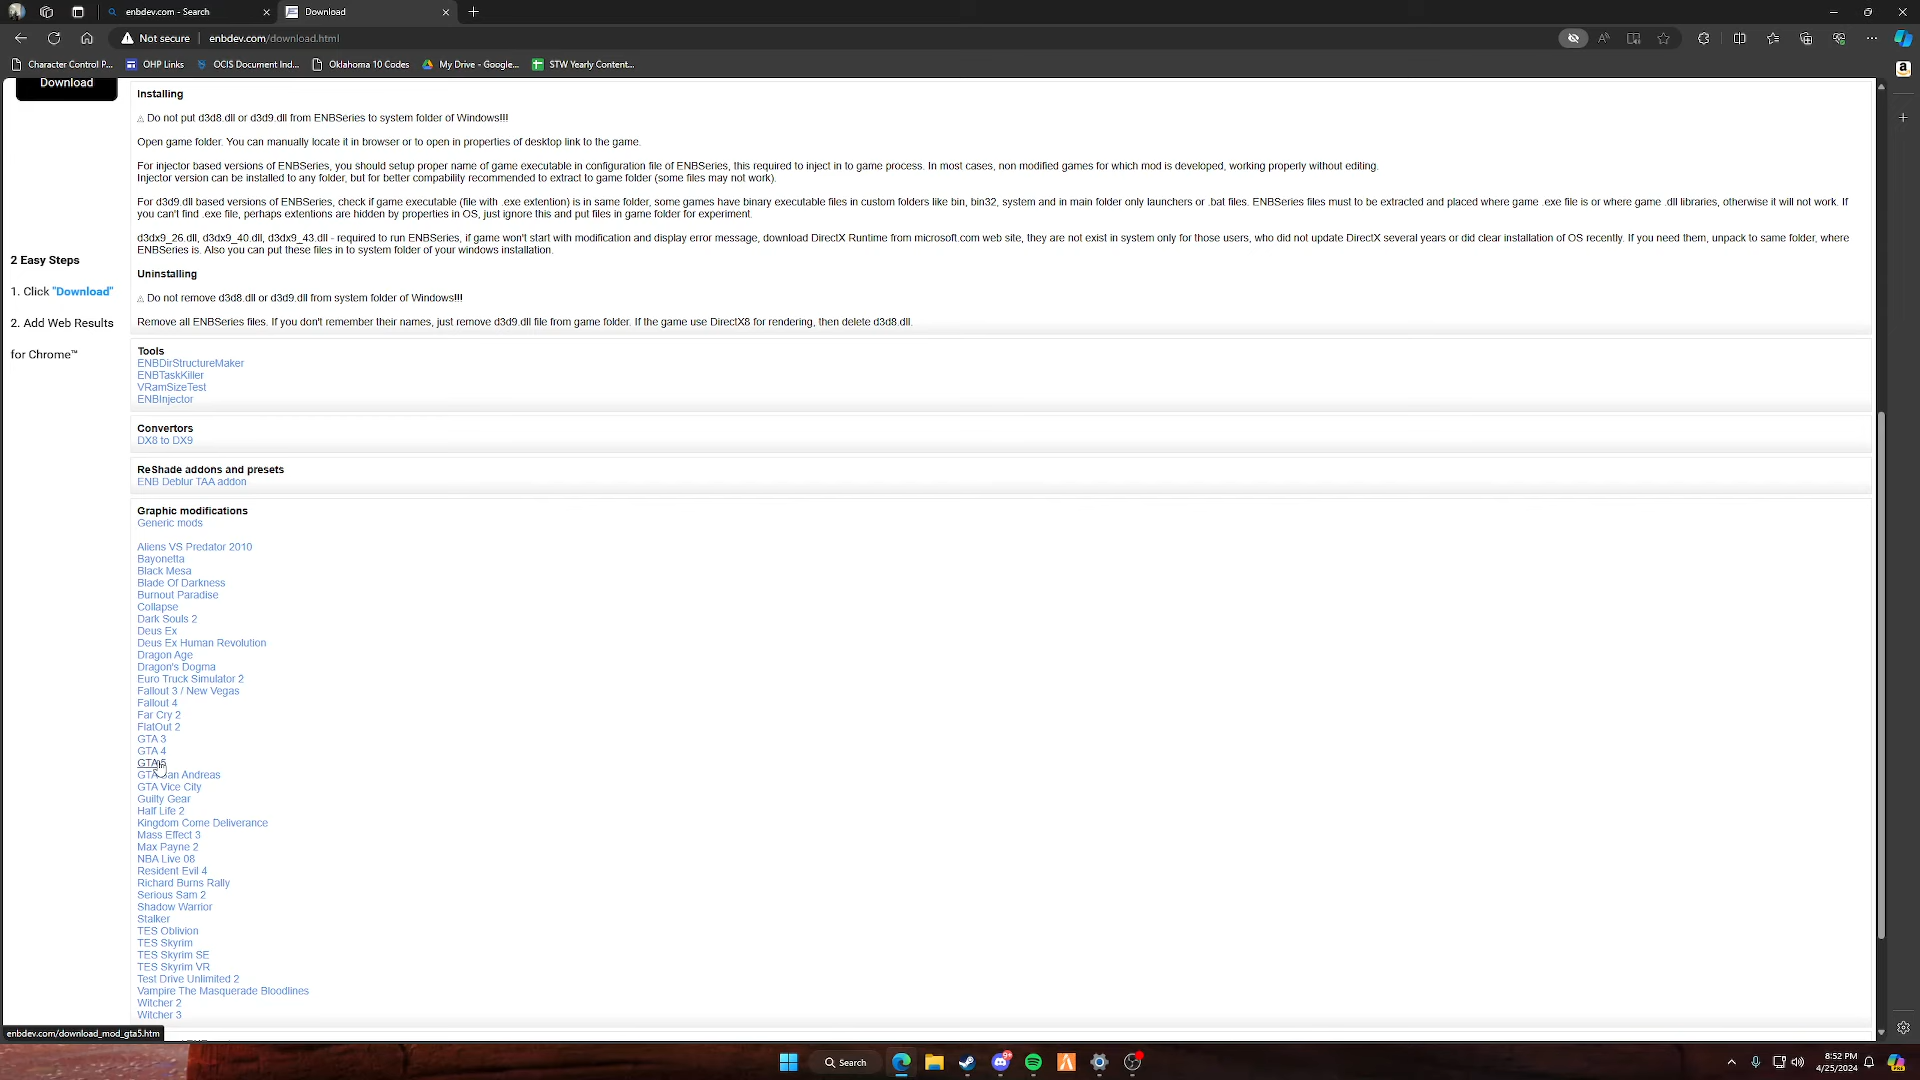 enbdev.com - Search
Download
Not secure
enbdev.com/download.html
Character Control P...
OHP Links
OCIS Document Ind...
Oklahoma 10 Codes
My Drive - Google...
STW Yearly Content...
Download
2 Easy Steps
1. Click "Download"
2. Add Web Results
for Chrome™
Installing
⚠ Do not put d3d8.dll or d3d9.dll from ENBSeries to system folder of Windows!!!
Open game folder. You can manually locate it in browser or to open in properties of desktop link to the game.
For injector based versions of ENBSeries, you should setup proper name of game executable in configuration file of ENBSeries, this required to inject in to game process. In most cases, non modified games for which mod is developed, working properly without editing.
Injector version can be installed to any folder, but for better compability recommended to extract to game folder (some files may not work).
For d3d9.dll based versions of ENBSeries, check if game executable (file with .exe extention) is in same folder, some games have binary executable files in custom folders like bin, bin32, system and in main folder only launchers or .bat files. ENBSeries files must to be extracted and placed where game .exe file is or where game .dll libraries, otherwise it will not work. If
you can't find .exe file, perhaps extentions are hidden by properties in OS, just ignore this and put files in game folder for experiment.
d3dx9_26.dll, d3dx9_40.dll, d3dx9_43.dll - required to run ENBSeries, if game won't start with modification and display error message, download DirectX Runtime from microsoft.com web site, they are not exist in system only for those users, who did not update DirectX several years or did clear installation of OS recently. If you need them, unpack to same folder, where
ENBSeries is. Also you can put these files in to system folder of your windows installation.
Uninstalling
⚠ Do not remove d3d8.dll or d3d9.dll from system folder of Windows!!!
Remove all ENBSeries files. If you don't remember their names, just remove d3d9.dll file from game folder. If the game use DirectX8 for rendering, then delete d3d8.dll.
Tools
ENBDirStructureMaker
ENBTaskKiller
VRamSizeTest
ENBInjector
Convertors
DX8 to DX9
ReShade addons and presets
ENB Deblur TAA addon
Graphic modifications
Generic mods
Aliens VS Predator 2010
Bayonetta
Black Mesa
Blade Of Darkness
Burnout Paradise
Collapse
Dark Souls 2
Deus Ex
Deus Ex Human Revolution
Dragon Age
Dragon's Dogma
Euro Truck Simulator 2
Fallout 3 / New Vegas
Fallout 4
Far Cry 2
FlatOut 2
GTA 3
GTA 4
GTA 5
GTA San Andreas
GTA Vice City
Guilty Gear
Half Life 2
Kingdom Come Deliverance
Mass Effect 3
Max Payne 2
NBA Live 08
Resident Evil 4
Richard Burns Rally
Serious Sam 2
Shadow Warrior
Stalker
TES Oblivion
TES Skyrim
TES Skyrim SE
TES Skyrim VR
Test Drive Unlimited 2
Vampire The Masquerade Bloodlines
Witcher 2
Witcher 3
enbdev.com/download_mod_gta5.htm
Search
8:52 PM
4/25/2024